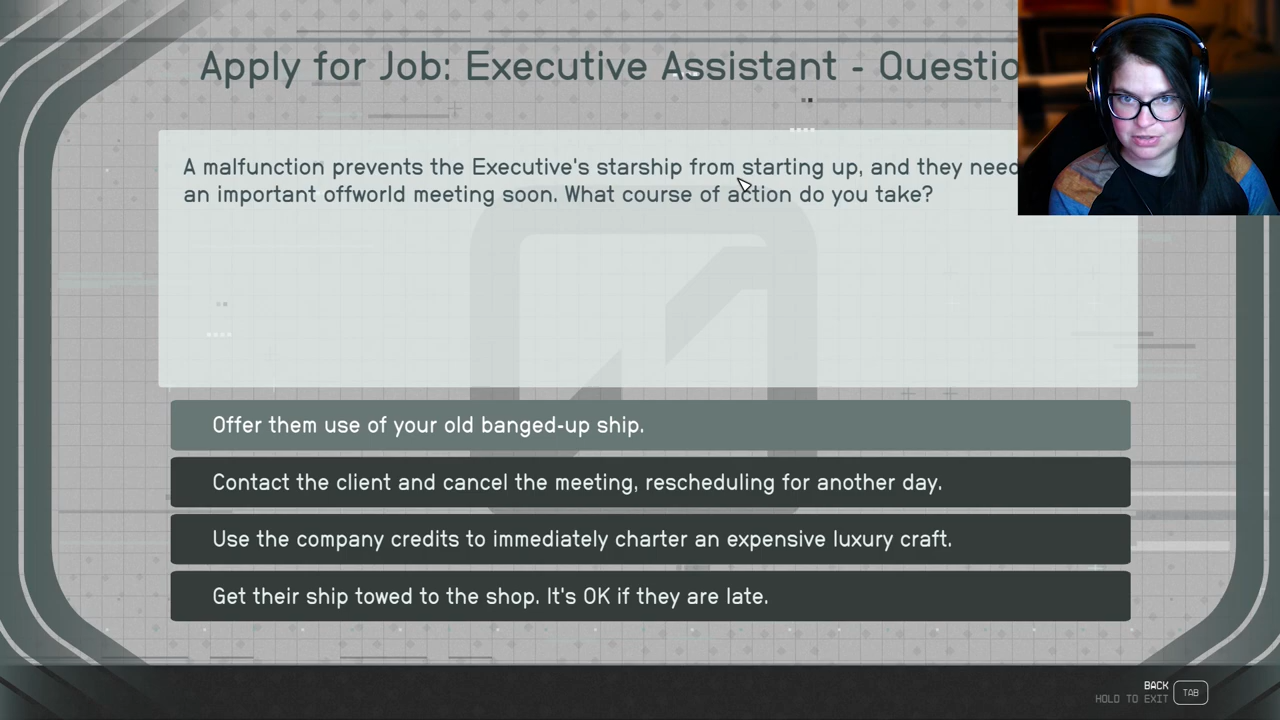 Apply for Job: Executive Assistant - Questio
A malfunction prevents the Executive's starship from starting up, and they need
an important offworld meeting soon. What course of action do you take?
Offer them use of your old banged-up ship.
Contact the client and cancel the meeting, rescheduling for another day.
Use the company credits to immediately charter an expensive luxury craft.
Get their ship towed to the shop. It's OK if they are late.
BACK
HOLD TO EXIT
TAB